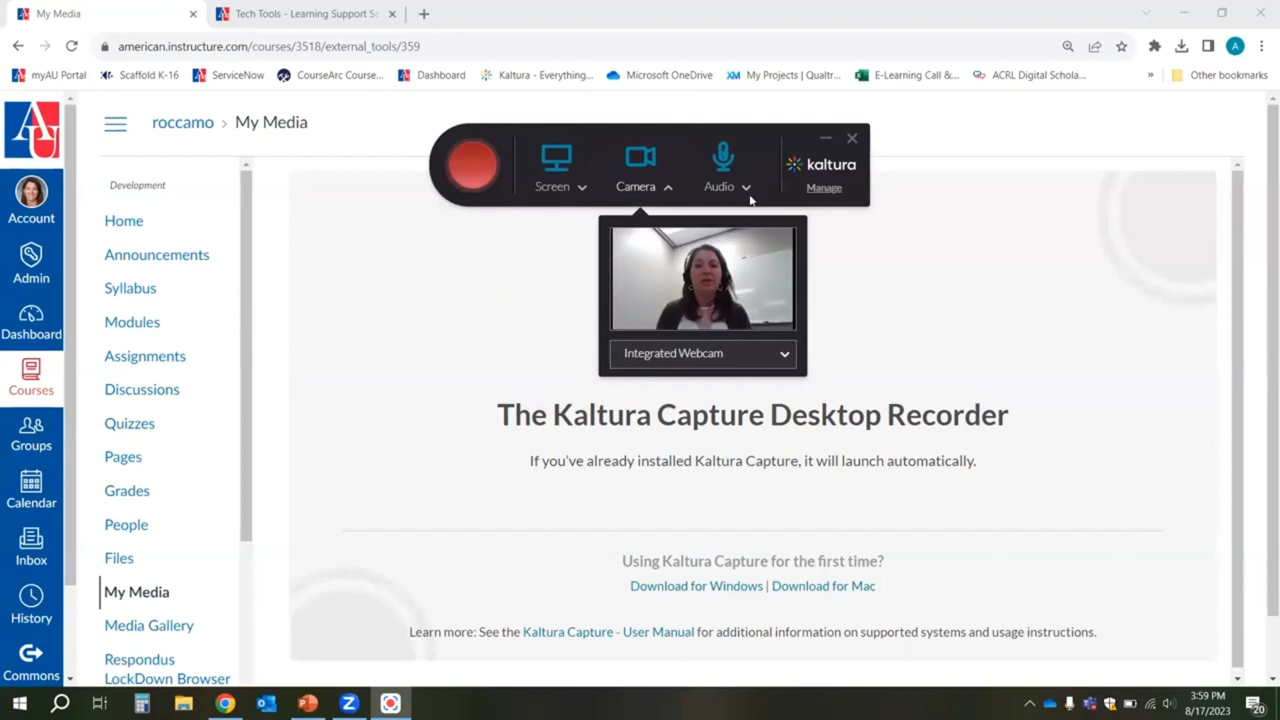 My Media
Tech Tools - Learning Support Se
american.instructure.com/courses/3518/external_tools/359
A
myAU Portal
Scaffold K-16
ServiceNow
CourseArc Course...
Dashboard
Kaltura - Everything...
Microsoft OneDrive
My Projects (Qualtr...
E-Learning Call &...
ACRL Digital Schola...
»
Other bookmarks
AU
Account
Admin
Dashboard
Courses
Groups
Calendar
Inbox
History
Commons
roccamo > My Media
Development
Home
Announcements
Syllabus
Modules
Assignments
Discussions
Quizzes
Pages
Grades
People
Files
My Media
Media Gallery
Respondus
LockDown Browser
Screen
Camera
Audio
kaltura
Manage
Integrated Webcam
The Kaltura Capture Desktop Recorder
If you've already installed Kaltura Capture, it will launch automatically.
Using Kaltura Capture for the first time?
Download for Windows | Download for Mac
Learn more: See the Kaltura Capture - User Manual for additional information on supported systems and usage instructions.
3:59 PM
8/17/2023
20